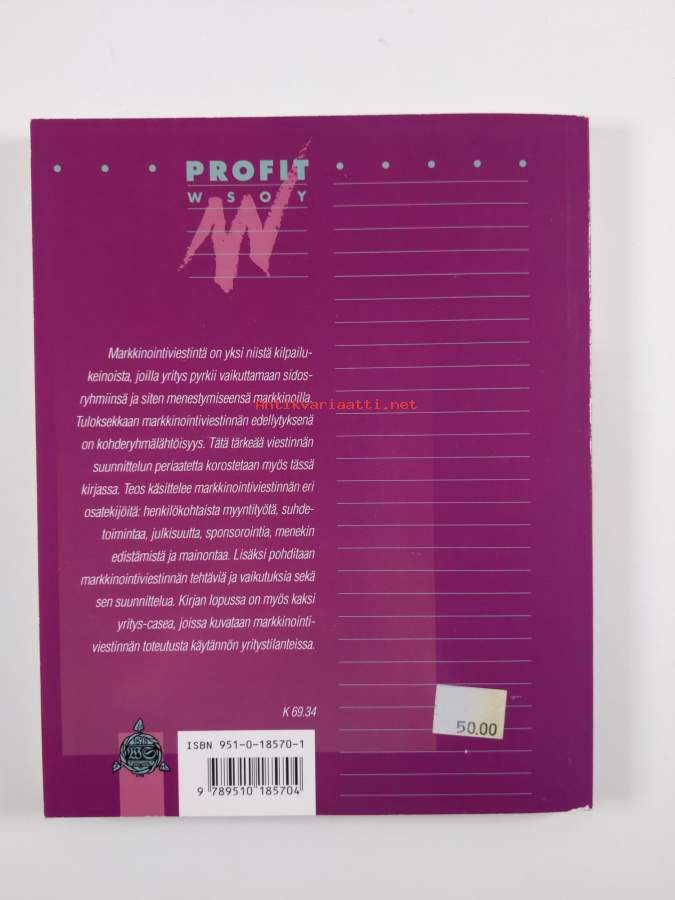 PROFIT
WSOY
Markkinointiviestintä on yksi niistä kilpailu-
keinoista, joilla yritys pyrkii vaikuttamaan sidos-
ryhmiinsä ja siten menestymiseensä markkinoilla.
Antikvariaatti.net
Tuloksekkaan markkinointiviestinnän edellytyksenä
on kohderyhmälähtöisyys. Tätä tärkeää viestinnän
suunnittelun periaatetta korostetaan myös tässä
kirjassa. Teos käsittelee markkinointiviestinnän eri
osatekijöitä: henkilökohtaista myyntityötä, suhde-
toimintaa, julkisuutta, sponsorointia, menekin
edistämistä ja mainontaa. Lisäksi pohditaan
markkinointiviestinnän tehtäviä ja vaikutuksia sekä
sen suunnittelua. Kirjan lopussa on myös kaksi
yritys-casea, joissa kuvataan markkinointi-
viestinnän toteutusta käytännön yritystilanteissa.
K 69.34
50.00
WS
ISBN 951-0-18570-1
9 789510 185704